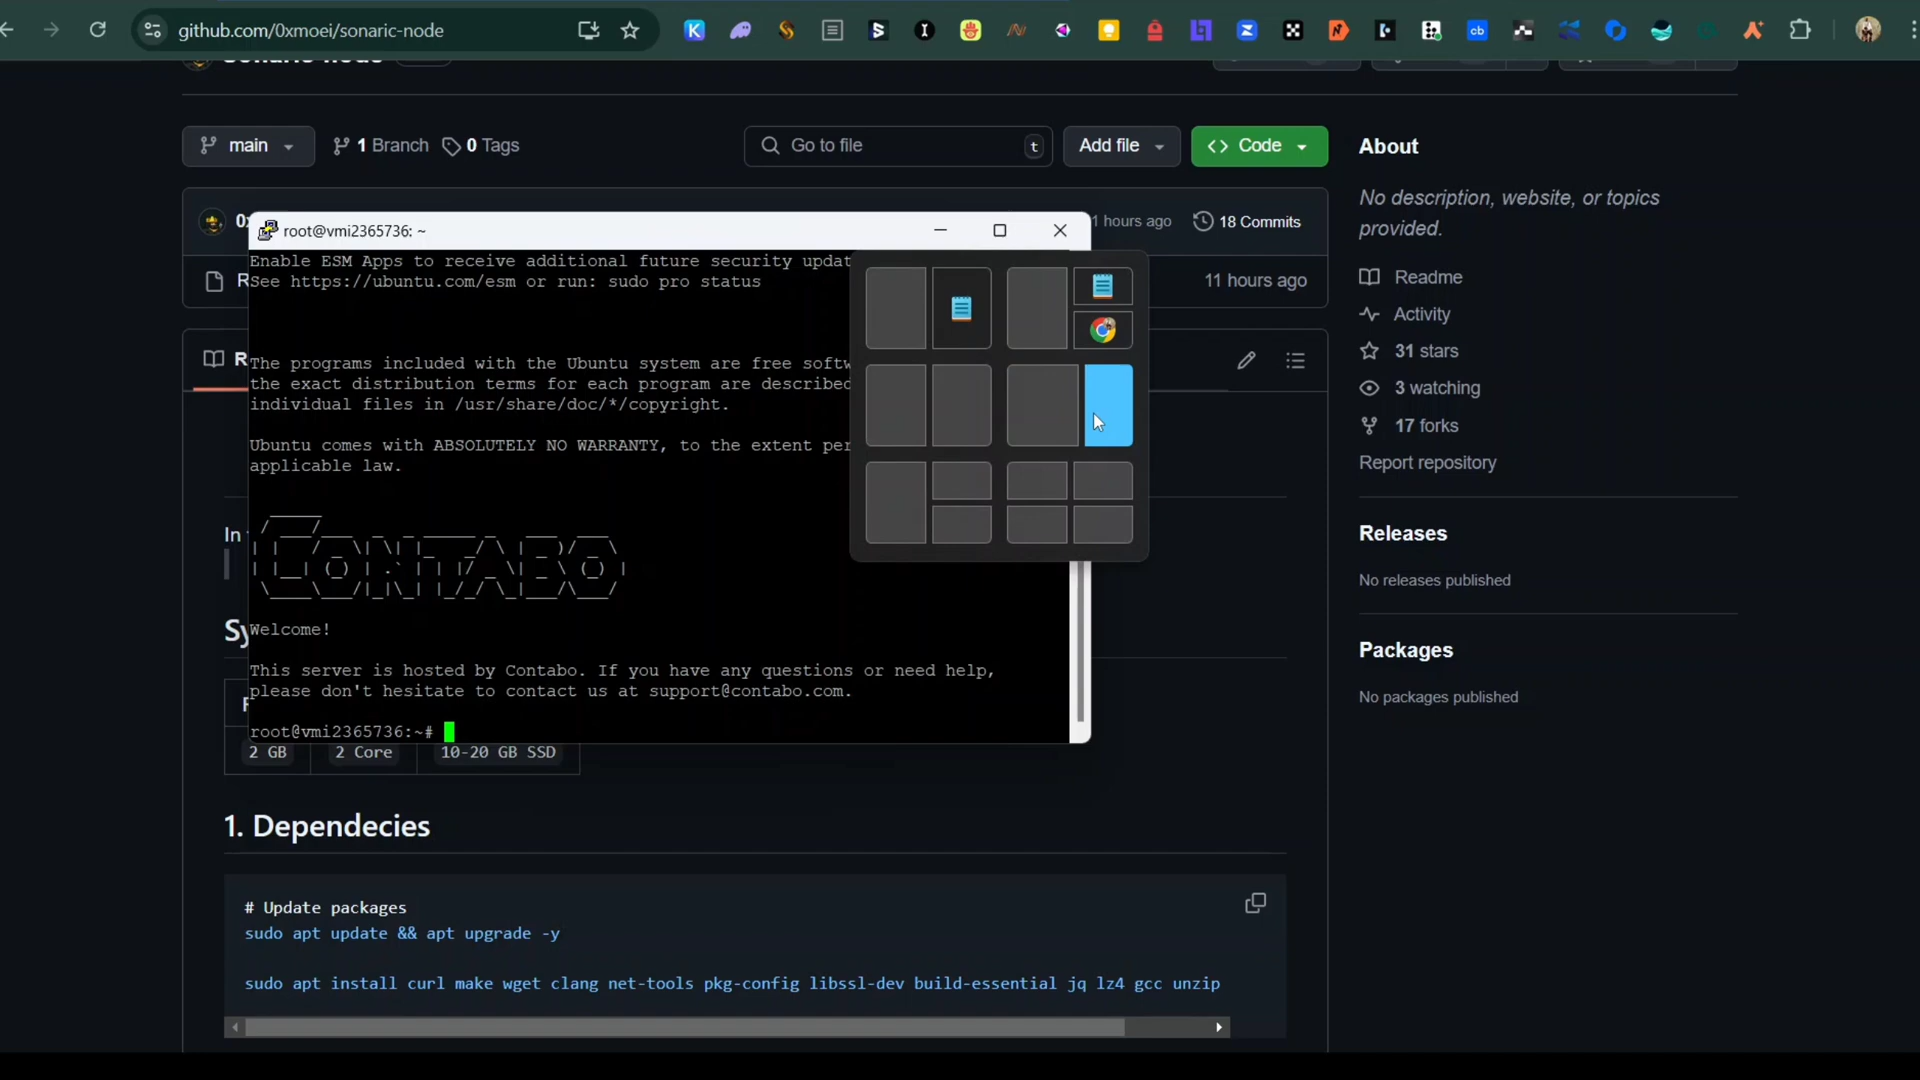 github.com/0xmoei/sonaric-node
main
1 Branch
0 Tags
Go to file
t
Add file
Code
About
No description, website, or topics
provided.
18 Commits
11 hours ago
Readme
Activity
31 stars
3 watching
17 forks
Report repository
Releases
No releases published
Packages
No packages published
root@vmi2365736: ~
Enable ESM Apps to receive additional future security
See https://ubuntu.com/esm or run: sudo pro status
The programs included with the Ubuntu system are free
the exact distribution terms for each program are described
individual files in /usr/share/doc/*/copyright.
Ubuntu comes with ABSOLUTELY NO WARRANTY, to the extent
applicable law.
CONTABO
Welcome!
This server is hosted by Contabo. If you have any questions or need help,
please don't hesitate to contact us at support@contabo.com.
root@vmi2365736:~#
In
2 GB
2 Core
10-20 GB SSD
1. Dependecies
# Update packages
sudo apt update && apt upgrade -y
sudo apt install curl make wget clang net-tools pkg-config libssl-dev build-essential jq lz4 gcc unzip